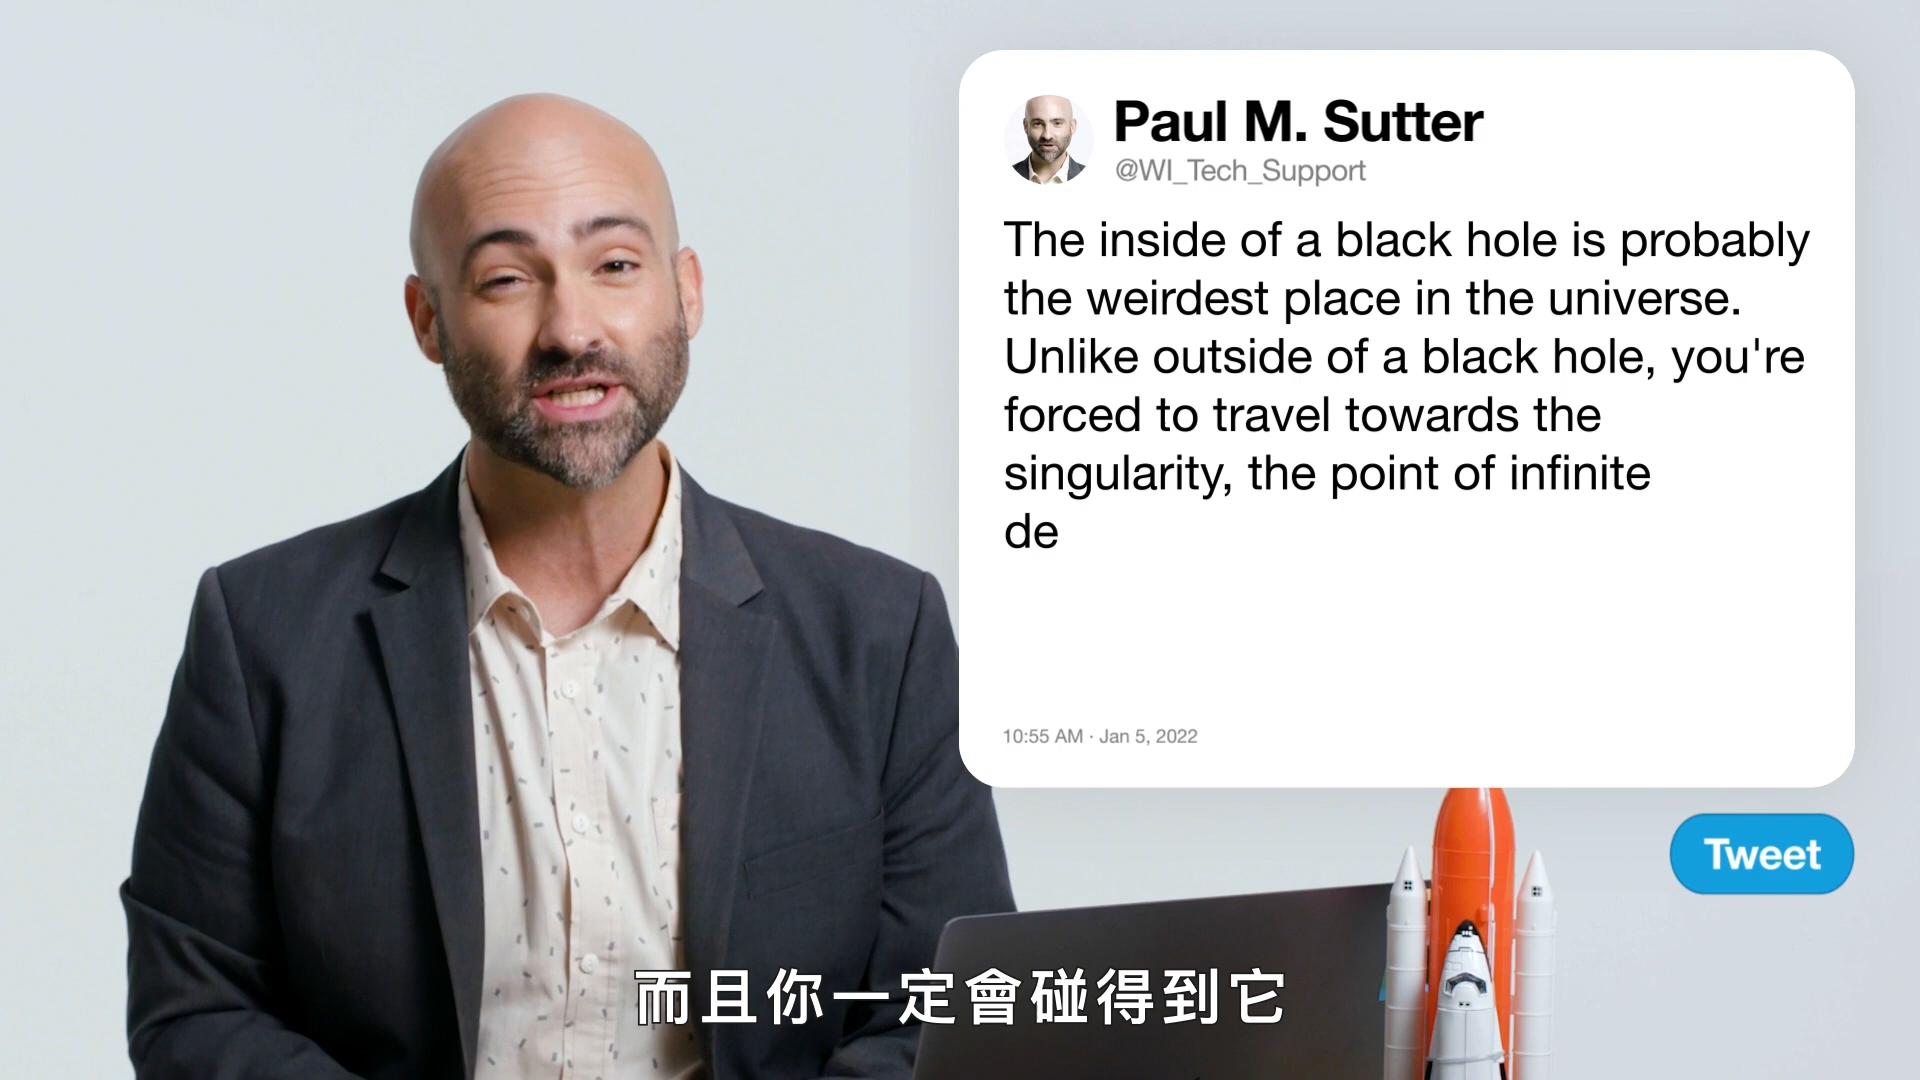 Paul M. Sutter
@WI_Tech_Support
The inside of a black hole is probably
the weirdest place in the universe.
Unlike outside of a black hole, you're
forced to travel towards the
singularity, the point of infinite
de
10:55 AM · Jan 5, 2022
Tweet
而且你一定會碰得到它